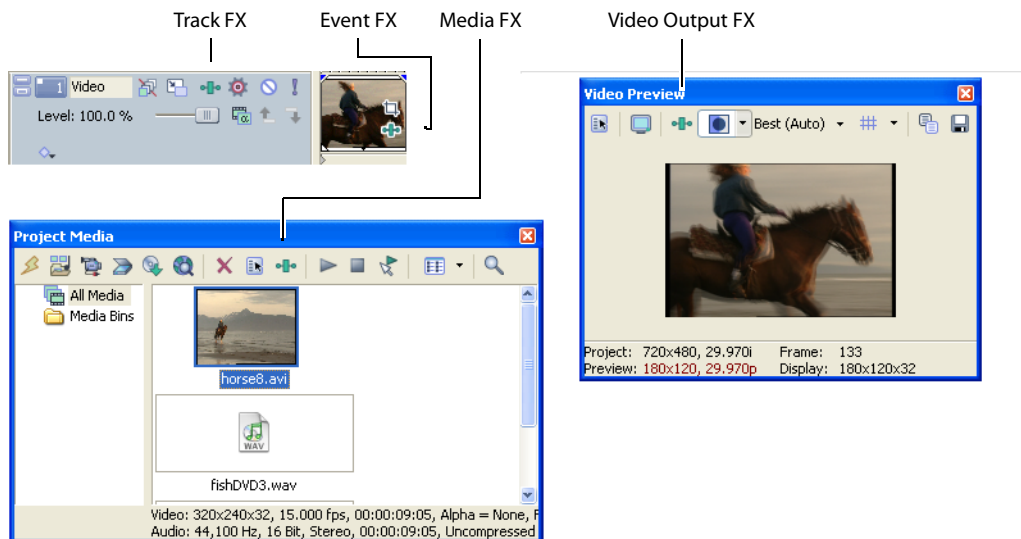 Track FX Event FX Media FX Video Output FX
1 Video
Level: 100.0 %
Video Preview
Best (Auto)
Project: 720x480, 29.970i Frame: 133
Preview: 180x120, 29.970p Display: 180x120x32
Project Media
All Media
Media Bins
horse8.avi
WAV
fishDVD3.wav
Video: 320x240x32, 15.000 fps, 00:00:09:05, Alpha = None, F
Audio: 44,100 Hz, 16 Bit, Stereo, 00:00:09:05, Uncompressed